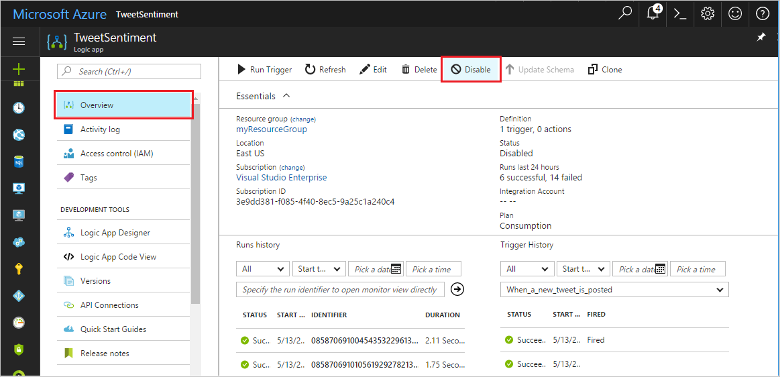 Microsoft Azure TweetSentiment
4
TweetSentiment
Logic app
Search (Ctrl+/)
Overview
Activity log
Access control (IAM)
Tags
DEVELOPMENT TOOLS
Logic App Designer
Logic App Code View
Versions
API Connections
Quick Start Guides
Release notes
Run Trigger Refresh Edit Delete Disable Update Schema Clone
Essentials
Resource group (change)
myResourceGroup
Location
East US
Subscription (change)
Visual Studio Enterprise
Subscription ID
3e9dd381-f085-4f40-8ec5-9a25c1a240c4
Definition
1 trigger, 0 actions
Status
Disabled
Runs last 24 hours
6 successful, 14 failed
Integration Account
-- --
Plan
Consumption
Runs history
All Start t... Pick a date Pick a time
Specify the run identifier to open monitor view directly
STATUS START ... IDENTIFIER DURATION
Suc... 5/13/2... 08587069100454353229613... 2.11 Seco...
Suc... 5/13/2... 08587069101056192927821 3... 1.75 Seco...
Trigger History
All Start t... Pick a date Pick a time
When_a_new_tweet_is_posted
STATUS START ... FIRED
Succee... 5/13/2... Fired
Succee... 5/13/2...